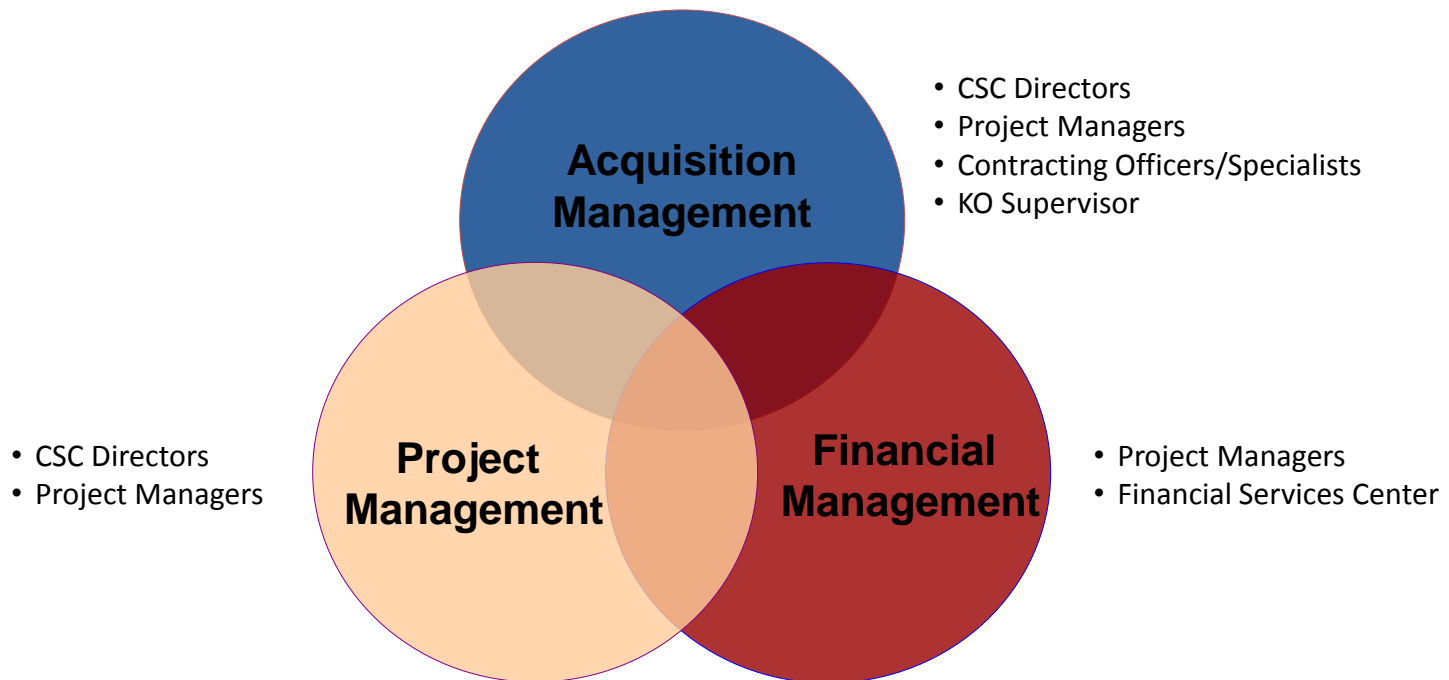 Acquisition
Management
• CSC Directors
• Project Managers
• Contracting Officers/Specialists
• KO Supervisor
Project
Management
• CSC Directors
• Project Managers
Financial
Management
• Project Managers
• Financial Services Center